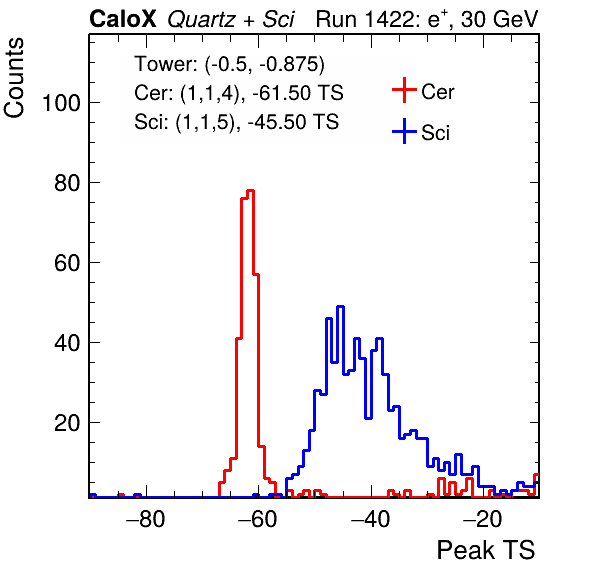 CaloX Quartz + Sci Run 1422: e⁺, 30 GeV
Counts
Tower: (-0.5, -0.875)
Cer: (1,1,4), -61.50 TS
Sci: (1,1,5), -45.50 TS
Cer
Sci
100
80
60
40
20
−80 −60 −40 −20
Peak TS